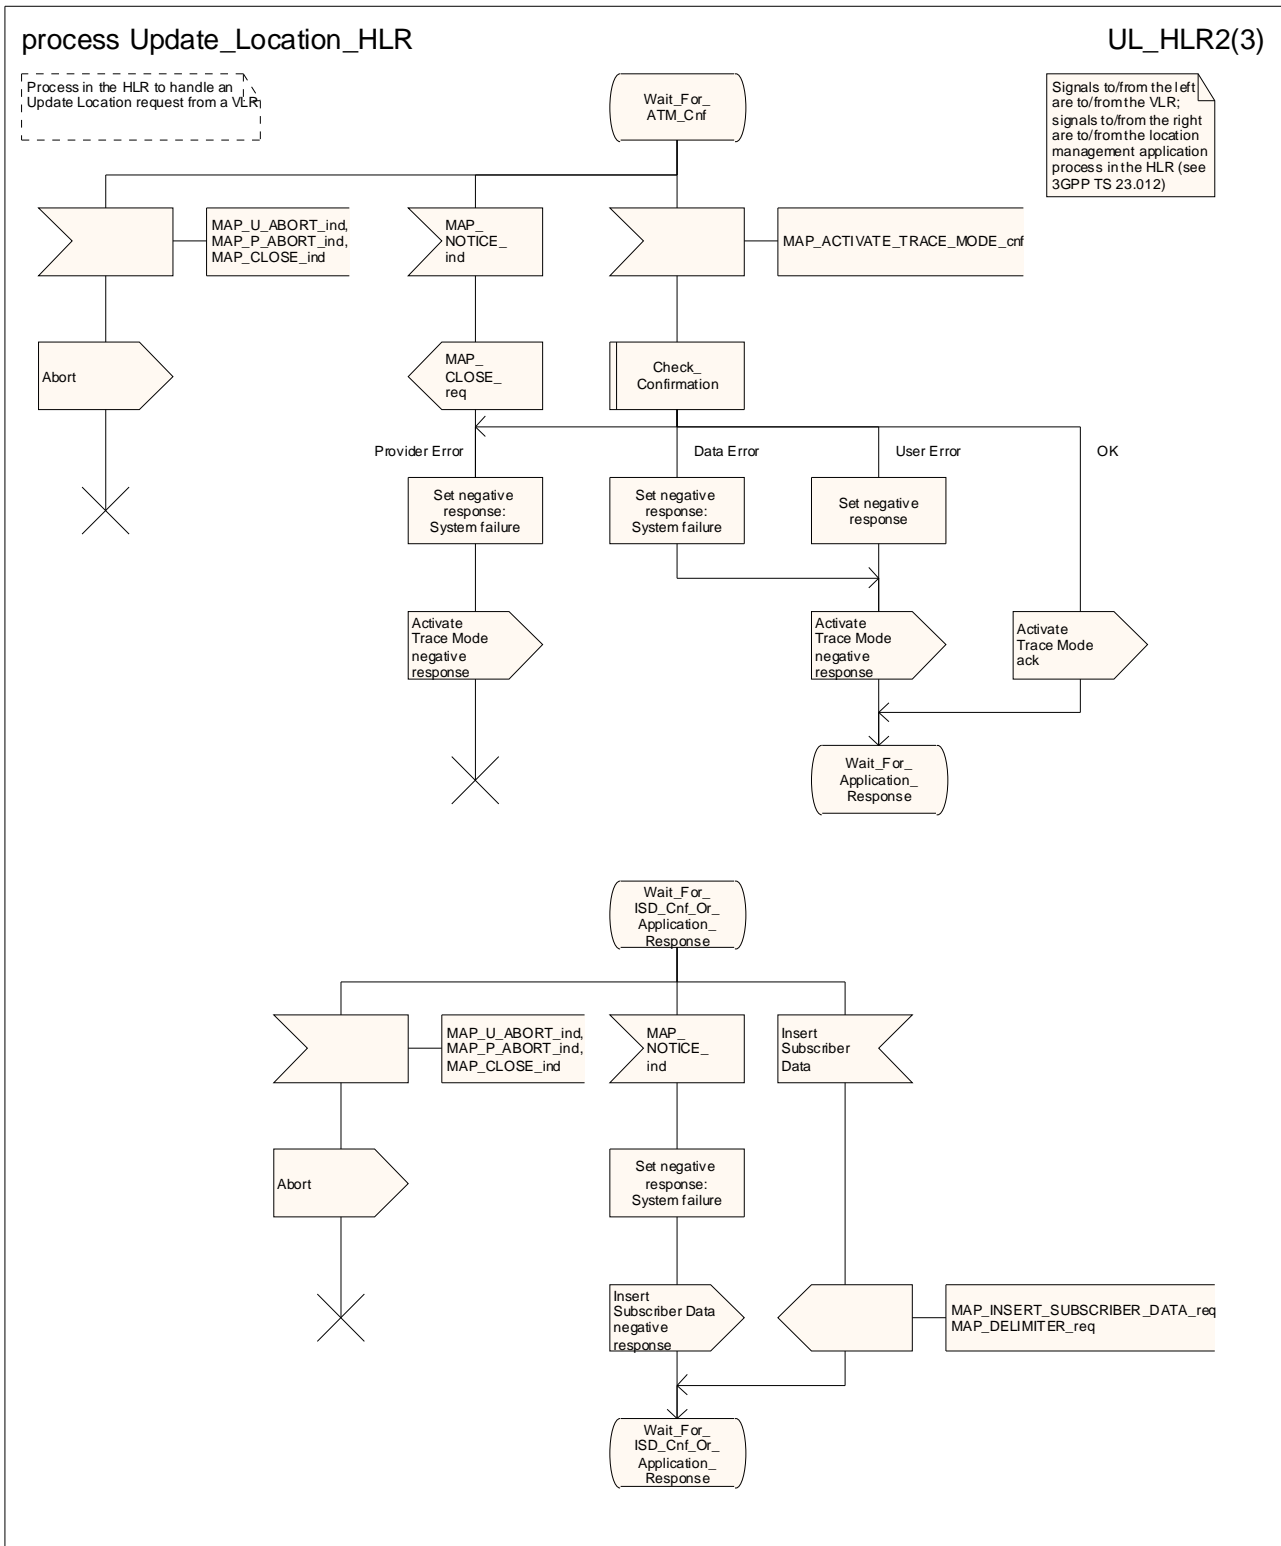 process Update_Location_HLR
UL_HLR2(3)
Process in the HLR to handle an
Update Location request from a VLR
Signals to/from the left
are to/from the VLR;
signals to/from the right
are to/from the location
management application
process in the HLR (see
3GPP TS 23.012)
Wait_For_
ATM_Cnf
MAP_U_ABORT_ind,
MAP_P_ABORT_ind,
MAP_CLOSE_ind
MAP_
NOTICE_
ind
MAP_ACTIVATE_TRACE_MODE_cnf
Abort
MAP_
CLOSE_
req
Check_
Confirmation
Provider Error
Data Error
User Error
OK
Set negative
response:
System failure
Set negative
response:
System failure
Set negative
response
Activate
Trace Mode
negative
response
Activate
Trace Mode
negative
response
Activate
Trace Mode
ack
Wait_For_
Application_
Response
Wait_For_
ISD_Cnf_Or_
Application_
Response
MAP_U_ABORT_ind,
MAP_P_ABORT_ind,
MAP_CLOSE_ind
MAP_
NOTICE_
ind
Insert
Subscriber
Data
Abort
Set negative
response:
System failure
Insert
Subscriber Data
negative
response
MAP_INSERT_SUBSCRIBER_DATA_req
MAP_DELIMITER_req
Wait_For_
ISD_Cnf_Or_
Application_
Response